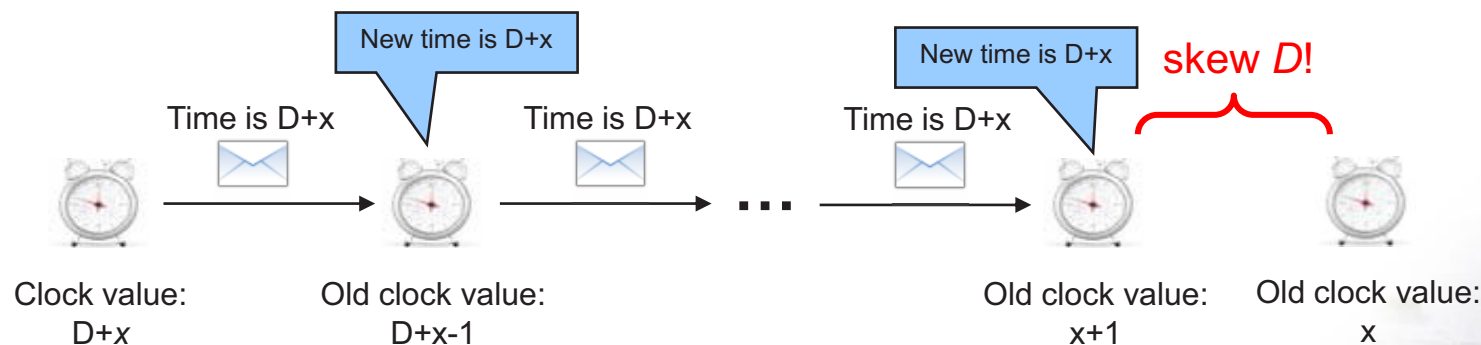 New time is D+x
New time is D+x
skew D!
Time is D+x
Time is D+x
Time is D+x
...
Clock value:
D+x
Old clock value:
D+x-1
Old clock value:
x+1
Old clock value:
x